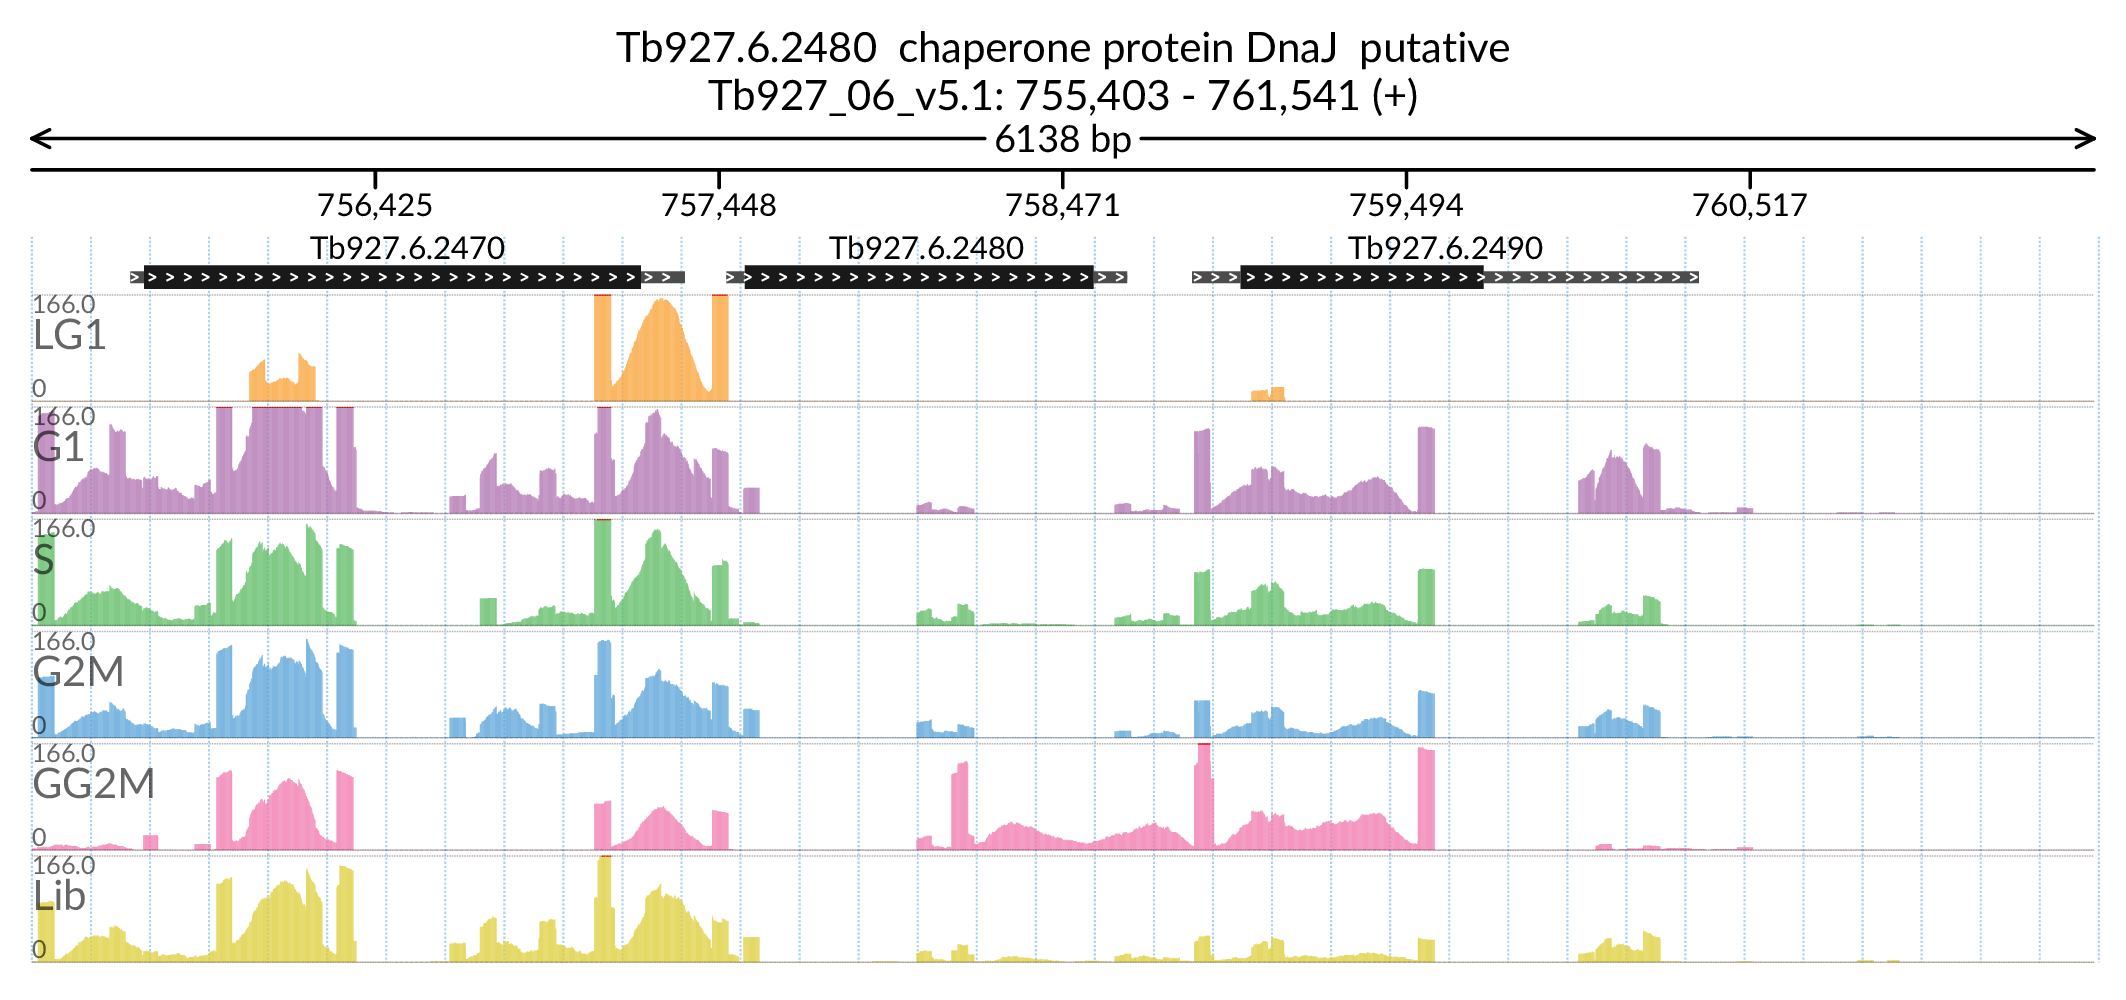 Tb927.6.2480 chaperone protein DnaJ putative
Tb927_06_v5.1: 755,403 - 761,541 (+)
6138 bp
756,425 757,448 758,471 759,494 760,517
Tb927.6.2470 Tb927.6.2480 Tb927.6.2490
166.0
LG1
0
166.0
G1
0
166.0
S
0
166.0
G2M
0
166.0
GG2M
0
166.0
Lib
0